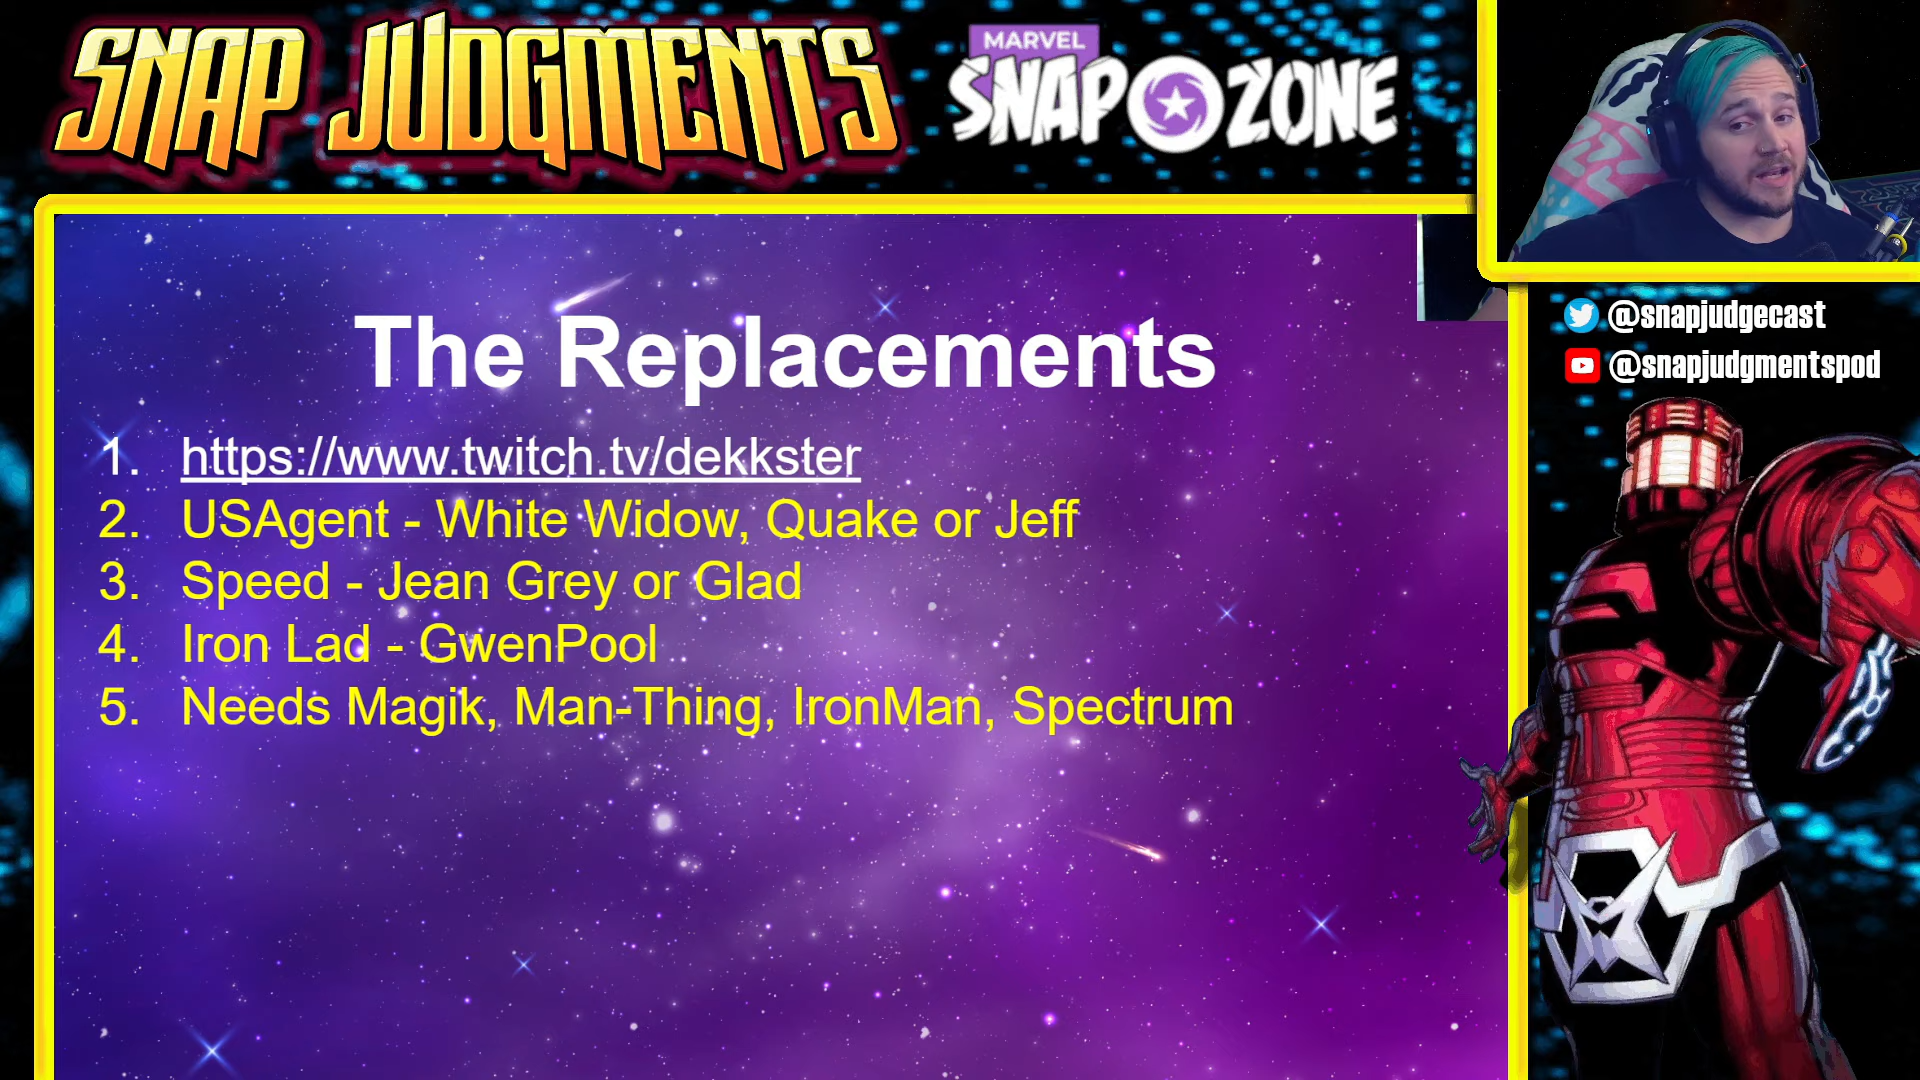 SNAP JUDGMENTS
MARVEL
SNAP ZONE
@snapjudgecast
@snapjudgmentspod
The Replacements
1. https://www.twitch.tv/dekkster
2. USAgent - White Widow, Quake or Jeff
3. Speed - Jean Grey or Glad
4. Iron Lad - GwenPool
5. Needs Magik, Man-Thing, IronMan, Spectrum